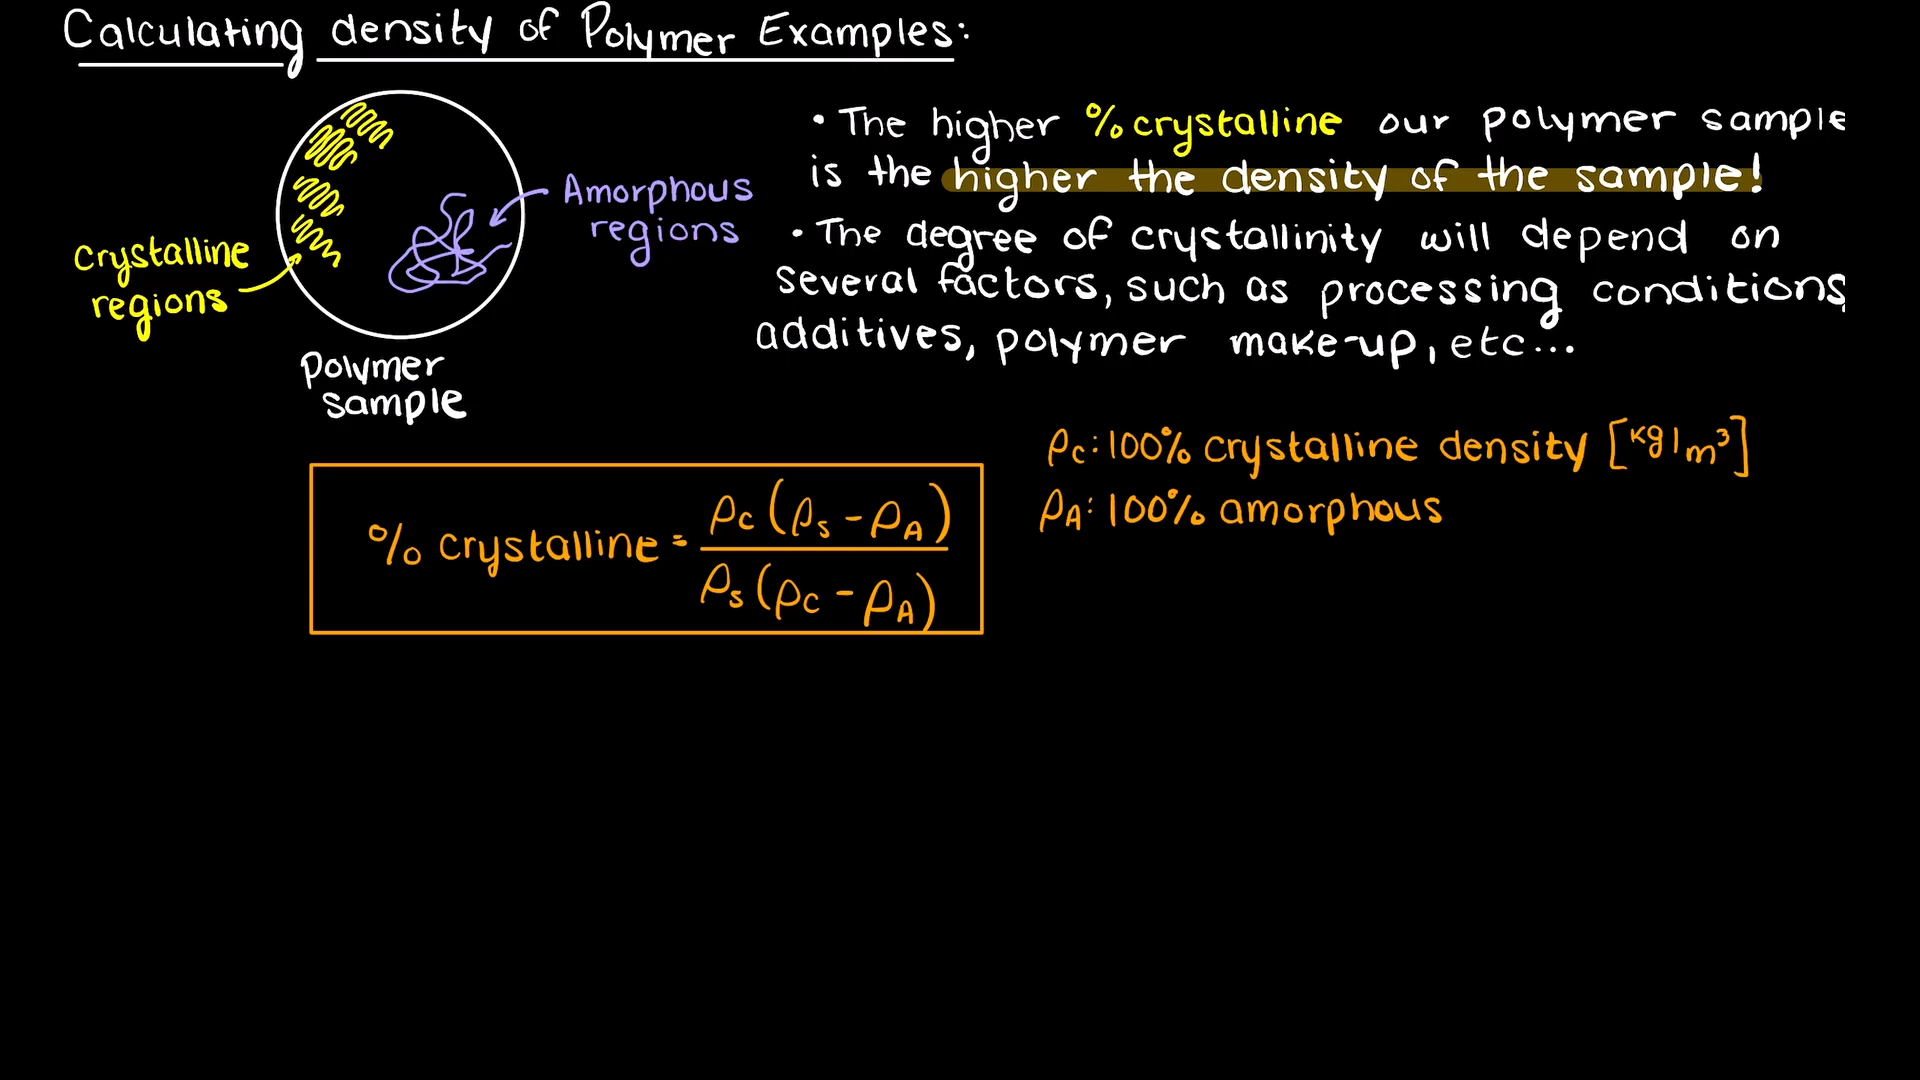 Calculating density of Polymer Examples:
• The higher % crystalline our polymer sample
is the higher the density of the sample!
• The degree of crystallinity will depend on
several factors, such as processing conditions,
additives, polymer make-up, etc...
Amorphous
regions
Crystalline
regions
Polymer
sample
ρc: 100% crystalline density [kg/m³]
ρA: 100% amorphous
% crystalline = ρc (ρs - ρA)
ρs (ρc - ρA)